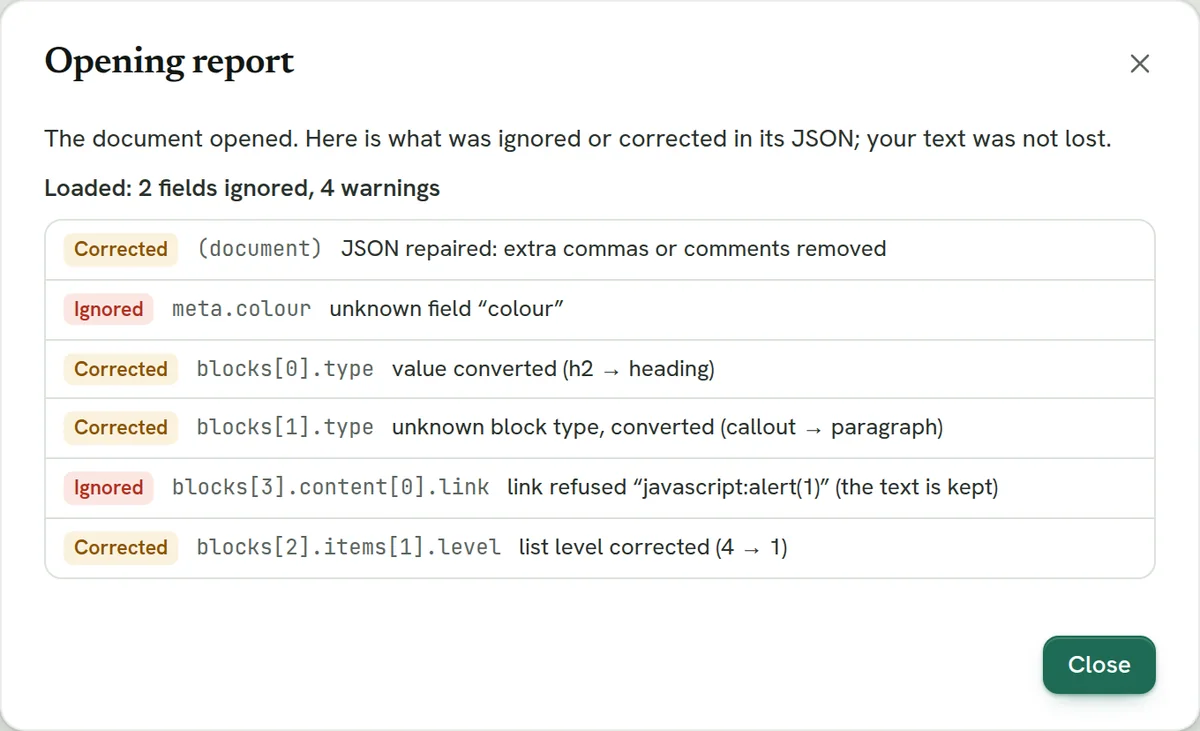 Opening report
The document opened. Here is what was ignored or corrected in its JSON; your text was not lost.
Loaded: 2 fields ignored, 4 warnings
Corrected (document) JSON repaired: extra commas or comments removed
Ignored meta.colour unknown field “colour”
Corrected blocks[0].type value converted (h2 → heading)
Corrected blocks[1].type unknown block type, converted (callout → paragraph)
Ignored blocks[3].content[0].link link refused “javascript:alert(1)” (the text is kept)
Corrected blocks[2].items[1].level list level corrected (4 → 1)
Close